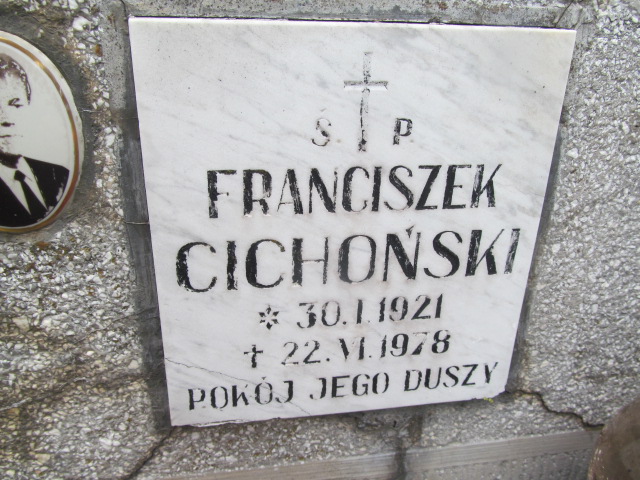 Ś. P.
FRANCISZEK
CICHOŃSKI
* 30.I.1921
† 22.VI.1978
POKÓJ JEGO DUSZY